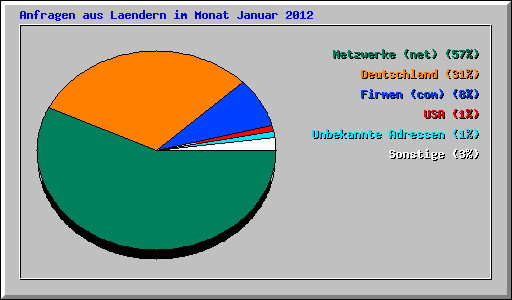 Anfragen aus Laendern im Monat Januar 2012
Netzwerke (net) (57%)
Deutschland (31%)
Firmen (com) (8%)
USA (1%)
Unbekannte Adressen (1%)
Sonstige (3%)